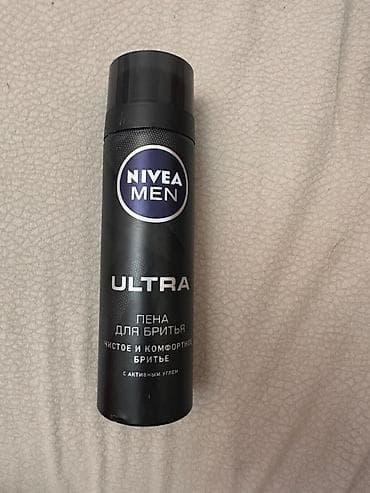 NIVEA
MEN
ULTRA
ПЕНА
ДЛЯ БРИТЬЯ
ЧИСТОЕ И КОМФОРТНОЕ
БРИТЬЕ
С АКТИВНЫМ УГЛЕМ